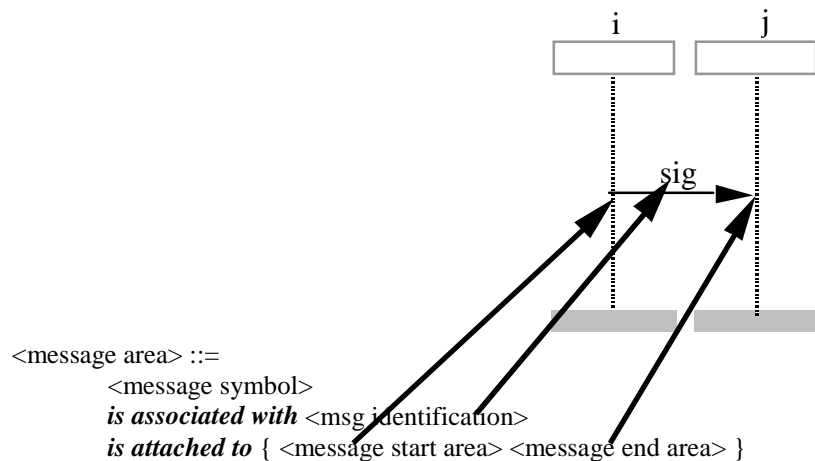 i j
sig
<message area> ::=
<message symbol>
is associated with <msg identification>
is attached to { <message start area> <message end area> }